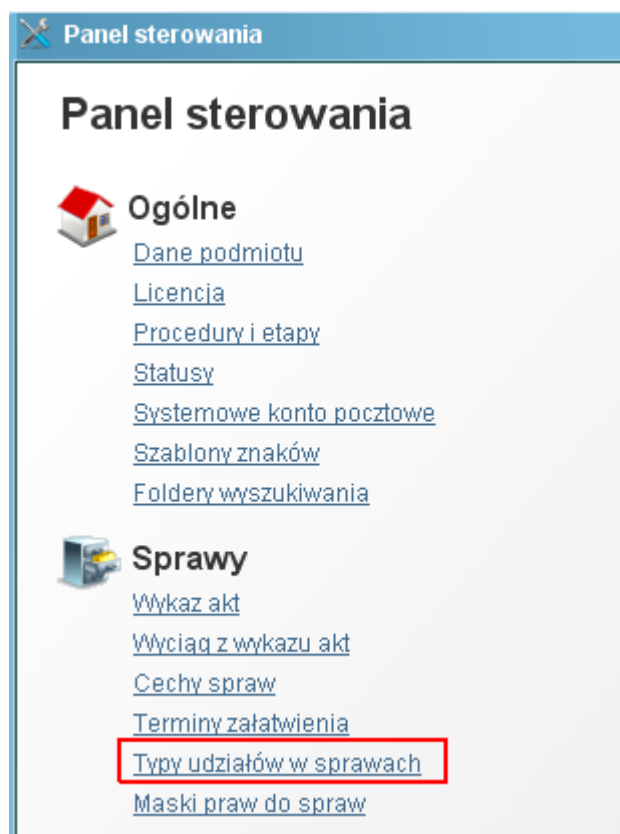 Panel sterowania
Panel sterowania
Ogólne
Dane podmiotu
Licencja
Procedury i etapy
Statusy
Systemowe konto pocztowe
Szablony znaków
Foldery wyszukiwania
Sprawy
Wykaz akt
Wyciąg z wykazu akt
Cechy spraw
Terminy załatwienia
Typy udziałów w sprawach
Maski praw do spraw